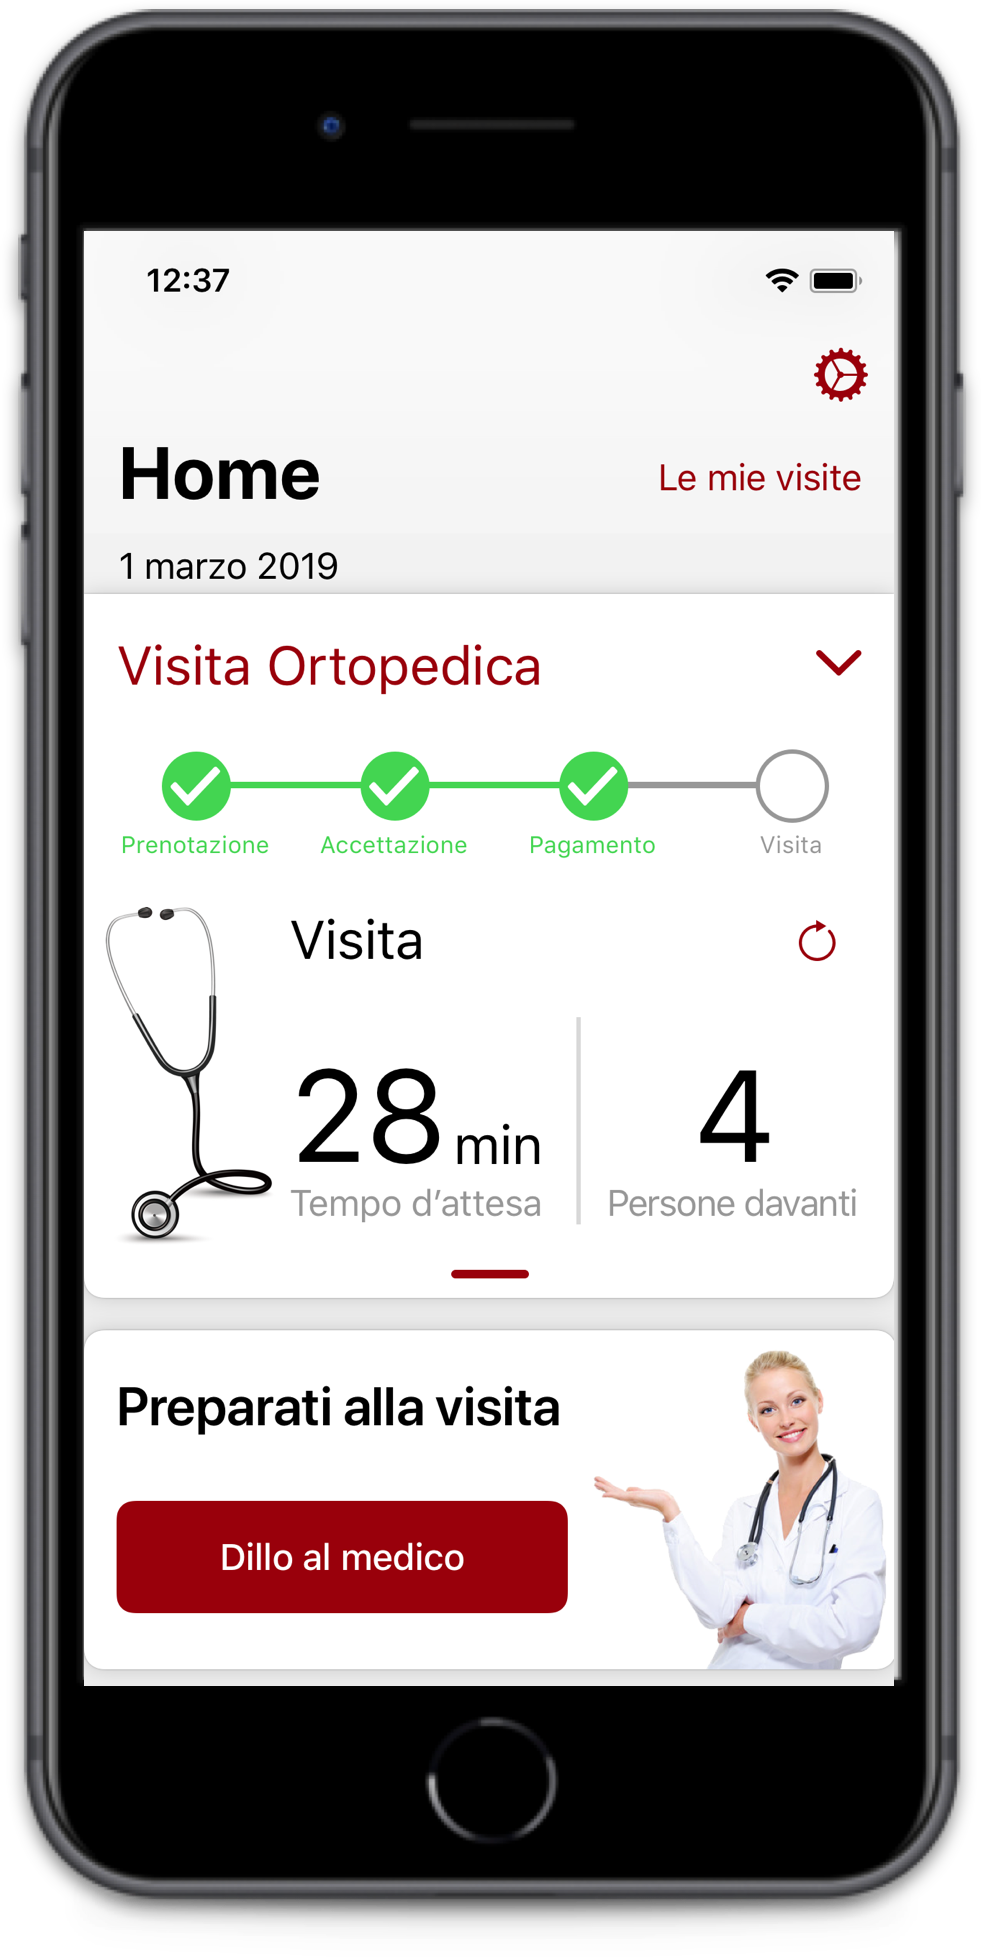 12:37
Home
Le mie visite
1 marzo 2019
Visita Ortopedica
Prenotazione Accettazione Pagamento Visita
Visita
28 min 4
Tempo d’attesa Persone davanti
Preparati alla visita
Dillo al medico